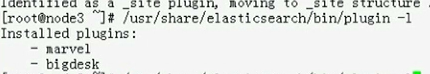 Identified as a _site plugin, moving to _site structure .
[root@node3 ~]# /usr/share/elasticsearch/bin/plugin -l
Installed plugins:
    - marvel
    - bigdesk